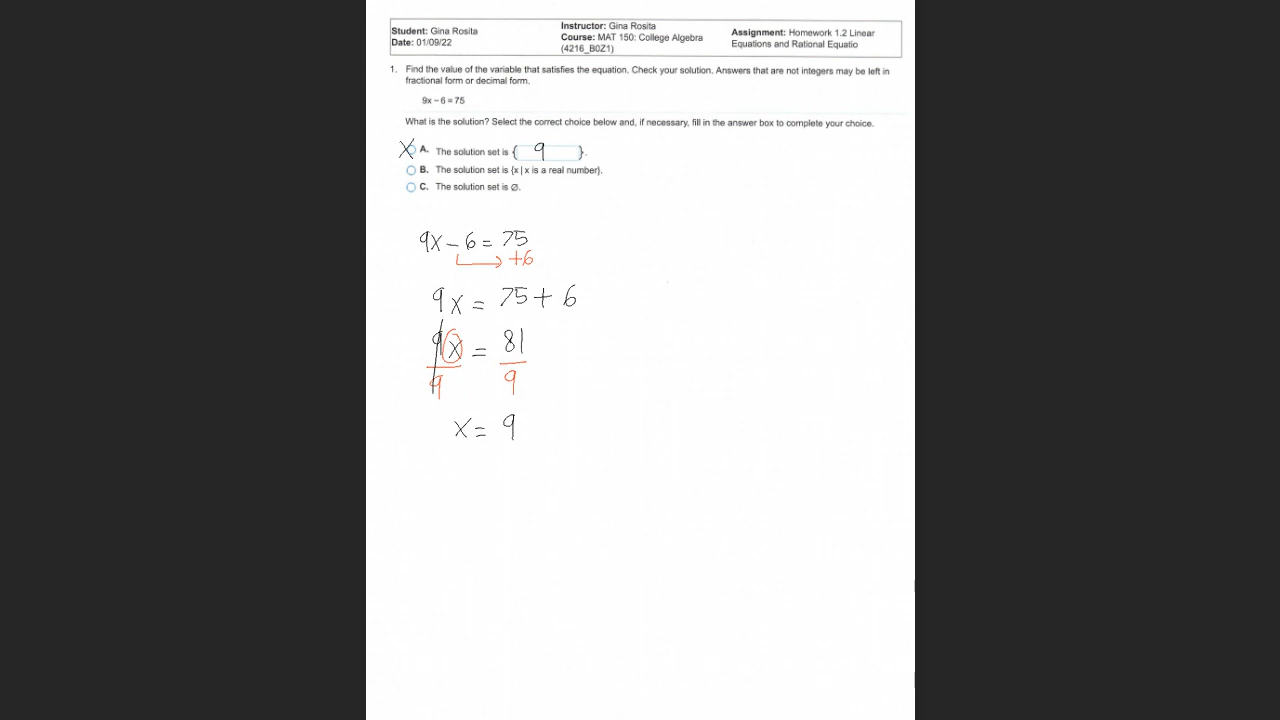 Student: Gina Rosita
Date: 01/09/22
Instructor: Gina Rosita
Course: MAT 150: College Algebra
(4216_B0Z1)
Assignment: Homework 1.2 Linear
Equations and Rational Equatio
1. Find the value of the variable that satisfies the equation. Check your solution. Answers that are not integers may be left in
fractional form or decimal form.
9x − 6 = 75
What is the solution? Select the correct choice below and, if necessary, fill in the answer box to complete your choice.
X A. The solution set is { 9 }.
B. The solution set is {x | x is a real number}.
C. The solution set is ∅.
9x − 6 = 75
+6
9x = 75 + 6
9x = 81
9 9
x = 9